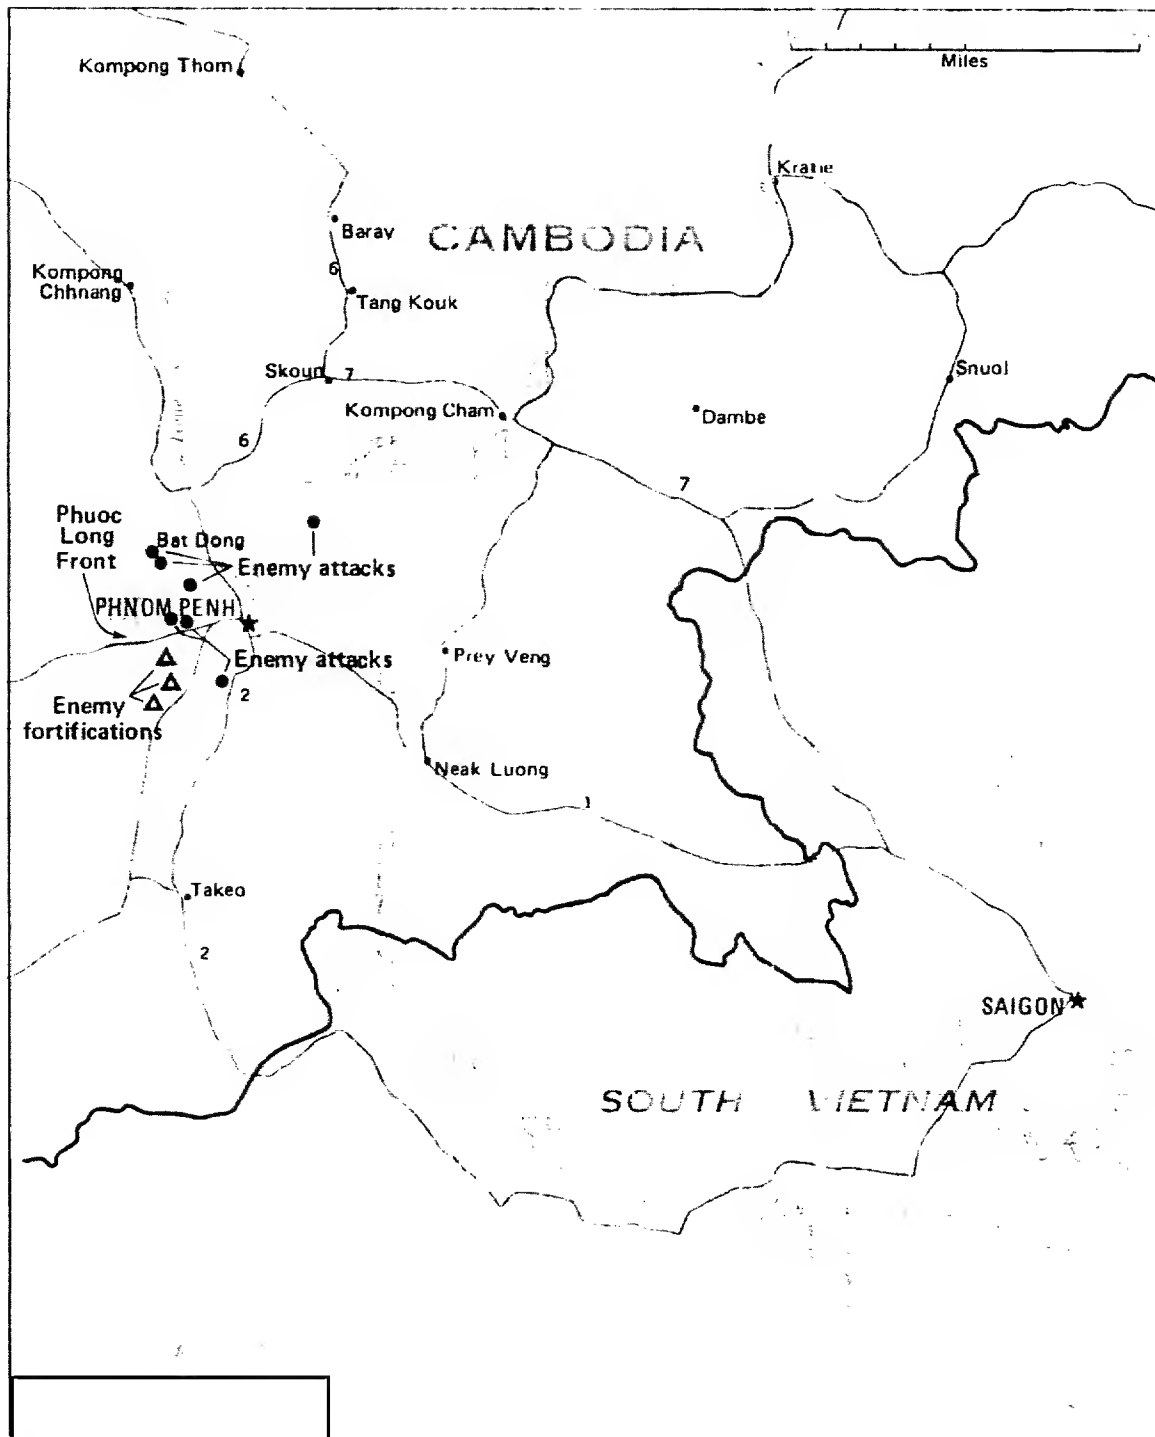 Miles
Kompong Thom
Kratie
Baray
CAMBODIA
6
Kompong
Chhnang
Tang Kouk
Skoun
7
Snuol
Kompong Cham
Dambe
6
7
Phuoc
Long
Front
Bat Dong
Enemy attacks
PHNOM PENH
Enemy attacks
Prey Veng
2
Enemy
fortifications
Neak Luong
1
Takeo
2
SAIGON
SOUTH VIETNAM